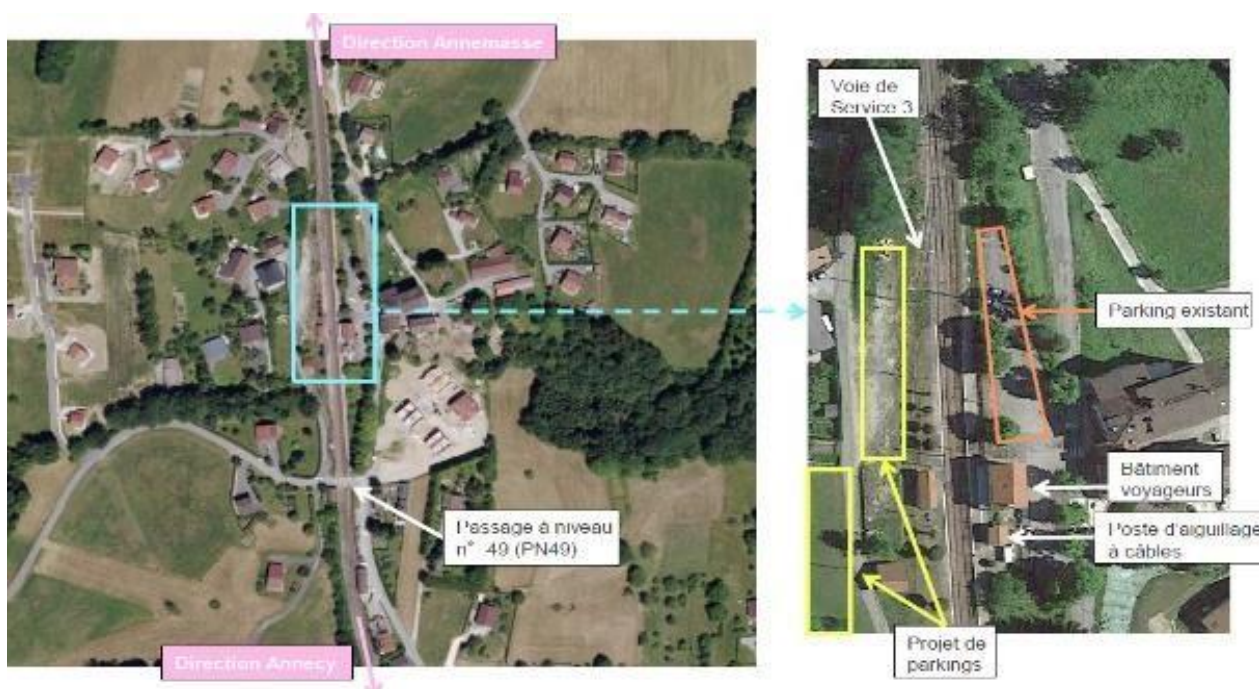 Direction Annemasse
Passage à niveau
n° 49 (PN49)
Direction Annecy
Voie de
Service 3
Parking existant
Bâtiment
voyageurs
Poste d'aiguillage
à câbles
Projet de
parkings